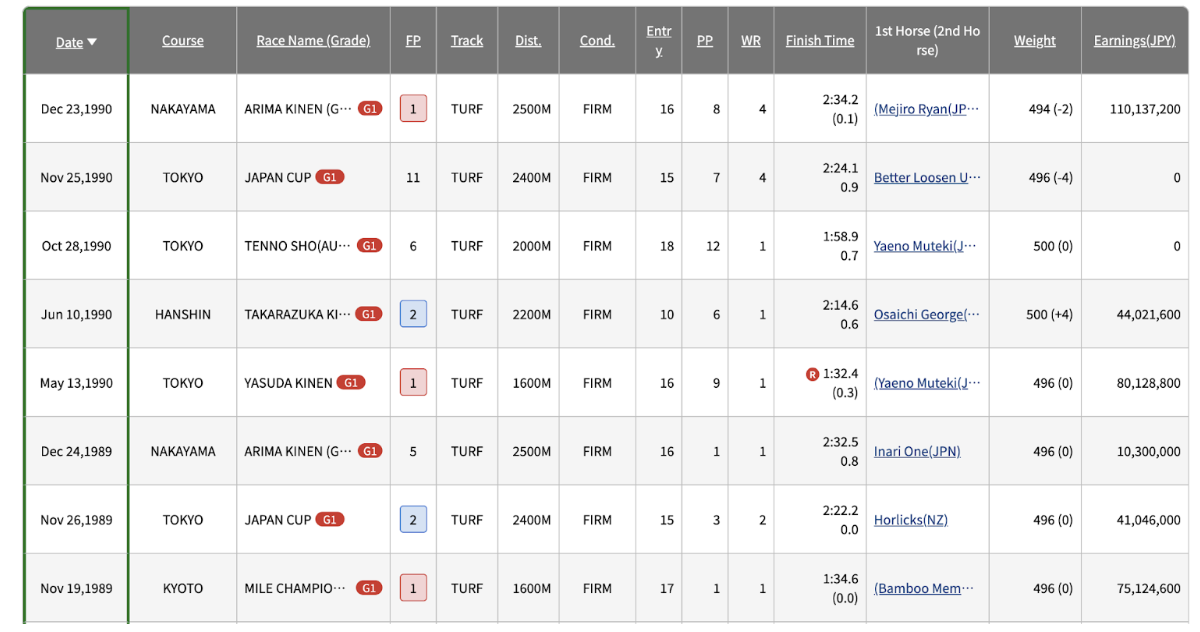 Date ▼ Course Race Name (Grade) FP Track Dist. Cond. Entry PP WR Finish Time 1st Horse (2nd Horse) Weight Earnings(JPY)
Dec 23,1990 NAKAYAMA ARIMA KINEN (G… G1 1 TURF 2500M FIRM 16 8 4 2:34.2 (0.1) (Mejiro Ryan(JP… 494 (-2) 110,137,200
Nov 25,1990 TOKYO JAPAN CUP G1 11 TURF 2400M FIRM 15 7 4 2:24.1 0.9 Better Loosen U… 496 (-4) 0
Oct 28,1990 TOKYO TENNO SHO(AU… G1 6 TURF 2000M FIRM 18 12 1 1:58.9 0.7 Yaeno Muteki(J… 500 (0) 0
Jun 10,1990 HANSHIN TAKARAZUKA KI… G1 2 TURF 2200M FIRM 10 6 1 2:14.6 0.6 Osaichi George(… 500 (+4) 44,021,600
May 13,1990 TOKYO YASUDA KINEN G1 1 TURF 1600M FIRM 16 9 1 R 1:32.4 (0.3) (Yaeno Muteki(J… 496 (0) 80,128,800
Dec 24,1989 NAKAYAMA ARIMA KINEN (G… G1 5 TURF 2500M FIRM 16 1 1 2:32.5 0.8 Inari One(JPN) 496 (0) 10,300,000
Nov 26,1989 TOKYO JAPAN CUP G1 2 TURF 2400M FIRM 15 3 2 2:22.2 0.0 Horlicks(NZ) 496 (0) 41,046,000
Nov 19,1989 KYOTO MILE CHAMPIO… G1 1 TURF 1600M FIRM 17 1 1 1:34.6 (0.0) (Bamboo Mem… 496 (0) 75,124,600